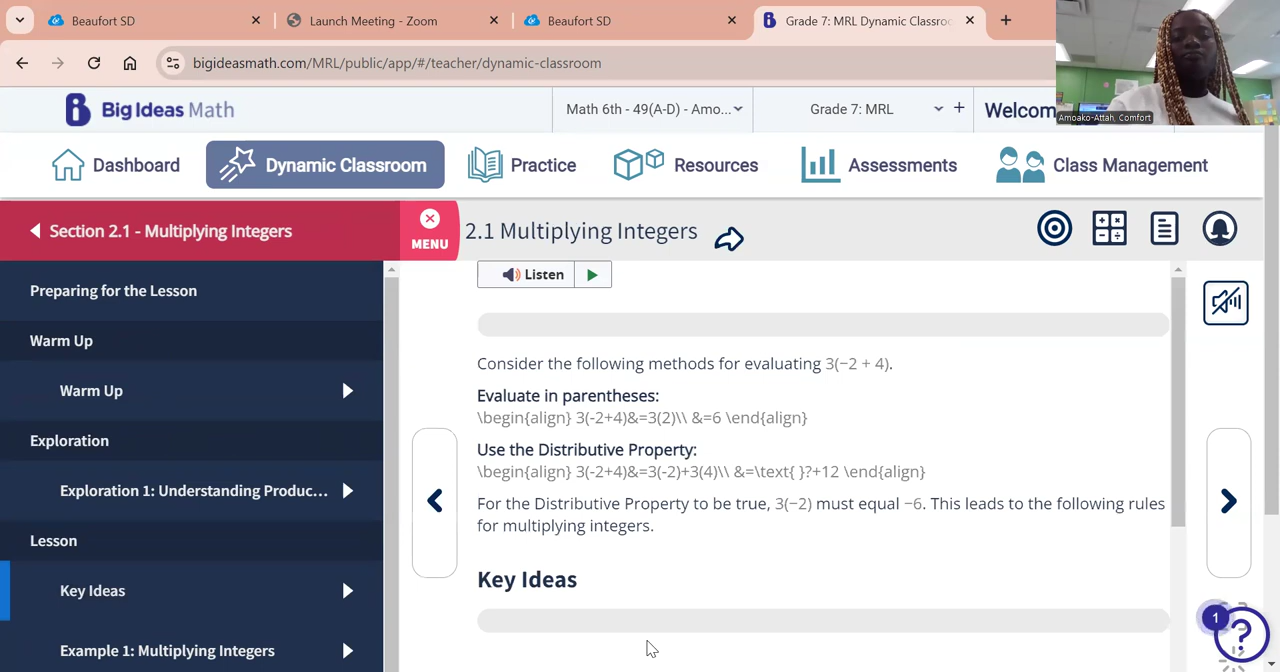 Beaufort SD
Launch Meeting - Zoom
Beaufort SD
Grade 7: MRL Dynamic Classroo
bigideasmath.com/MRL/public/app/#/teacher/dynamic-classroom
Amoako-Attah, Comfort
Big Ideas Math
Math 6th - 49(A-D) - Amo...
Grade 7: MRL
Welcom
Dashboard
Dynamic Classroom
Practice
Resources
Assessments
Class Management
Section 2.1 - Multiplying Integers
MENU
2.1 Multiplying Integers
Preparing for the Lesson
Warm Up
Warm Up
Exploration
Exploration 1: Understanding Produc...
Lesson
Key Ideas
Example 1: Multiplying Integers
Listen
Consider the following methods for evaluating 3(−2 + 4).
Evaluate in parentheses:
\begin{align} 3(-2+4)&=3(2)\\ &=6 \end{align}
Use the Distributive Property:
\begin{align} 3(-2+4)&=3(-2)+3(4)\\ &=\text{ }?+12 \end{align}
For the Distributive Property to be true, 3(−2) must equal −6. This leads to the following rules
for multiplying integers.
Key Ideas
1
?